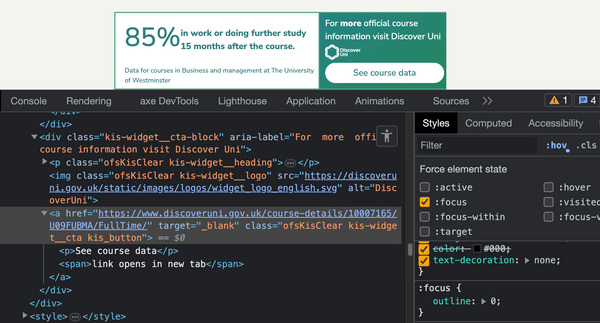 85% in work or doing further study
15 months after the course.
Data for courses in Business and management at The University
of Westminster
For more official course
information visit Discover Uni
Discover
Uni
See course data
Console Rendering axe DevTools Lighthouse Application Animations Sources >> 1 4
</div>
<div class="kis-widget__cta-block" aria-label="For more offi
course information visit Discover Uni">
<p class="ofsKisClear kis-widget__heading">…</p>
<img class="ofsKisClear kis-widget__logo" src="https://discoveru
ni.gov.uk/static/images/logos/widget_logo_english.svg" alt="Disc
overUni">
<a href="https://www.discoveruni.gov.uk/course-details/10007165/
U09FUBMA/FullTime/" target="_blank" class="ofsKisClear kis-widge
t__cta kis_button"> == $0
<p>See course data</p>
<span>link opens in new tab</span>
</a>
</div>
</div>
<style>…</style>
Styles Computed Accessibility
Filter :hov .cls
Force element state
:active :hover
:focus :visited
:focus-within :focus-v
:target
color: #000;
text-decoration: none;
}
:focus {
outline: 0;
}